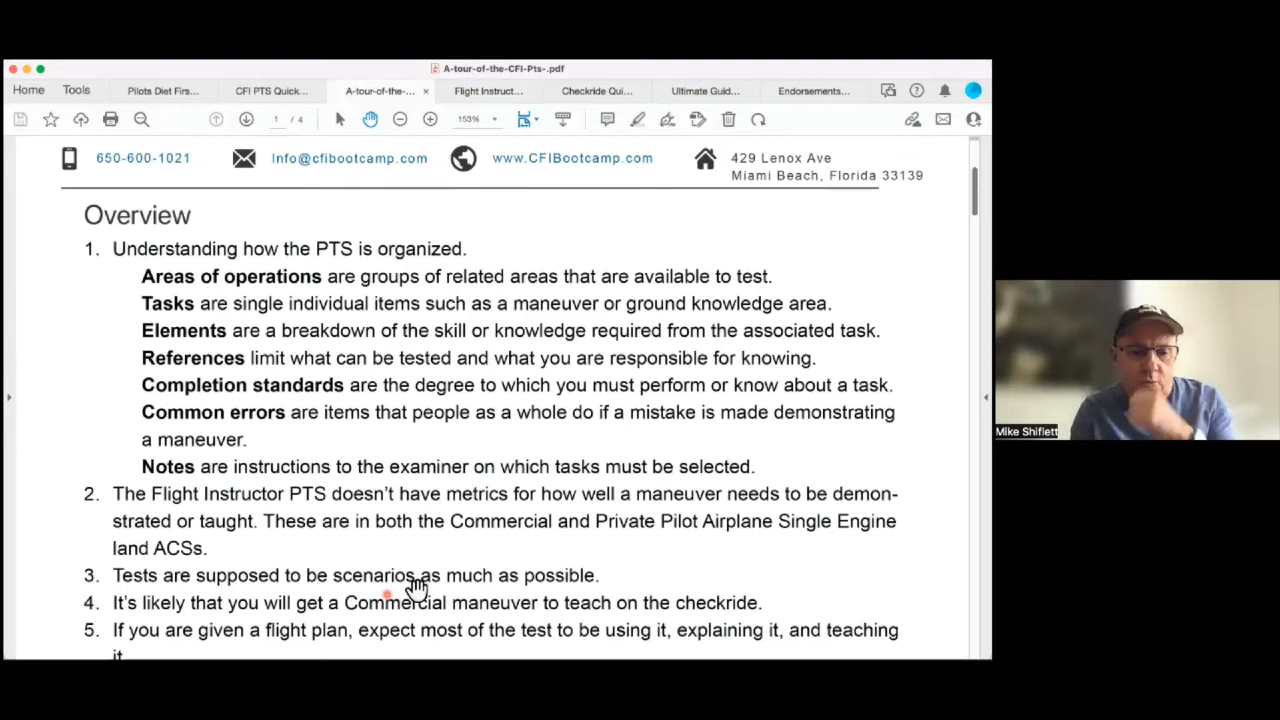 A-tour-of-the-CFI-Pts-.pdf
Home Tools Pilots Diet Firs... CFI PTS Quick... A-tour-of-the-... × Flight Instruct... Checkride Qui... Ultimate Guid... Endorsements...
1 / 4 153%
650-600-1021 Info@cfibootcamp.com www.CFIBootcamp.com 429 Lenox Ave
Miami Beach, Florida 33139
Overview
1. Understanding how the PTS is organized.
Areas of operations are groups of related areas that are available to test.
Tasks are single individual items such as a maneuver or ground knowledge area.
Elements are a breakdown of the skill or knowledge required from the associated task.
References limit what can be tested and what you are responsible for knowing.
Completion standards are the degree to which you must perform or know about a task.
Common errors are items that people as a whole do if a mistake is made demonstrating
a maneuver.
Notes are instructions to the examiner on which tasks must be selected.
2. The Flight Instructor PTS doesn't have metrics for how well a maneuver needs to be demon-
strated or taught. These are in both the Commercial and Private Pilot Airplane Single Engine
land ACSs.
3. Tests are supposed to be scenarios as much as possible.
4. It's likely that you will get a Commercial maneuver to teach on the checkride.
5. If you are given a flight plan, expect most of the test to be using it, explaining it, and teaching
it.
Mike Shiflett